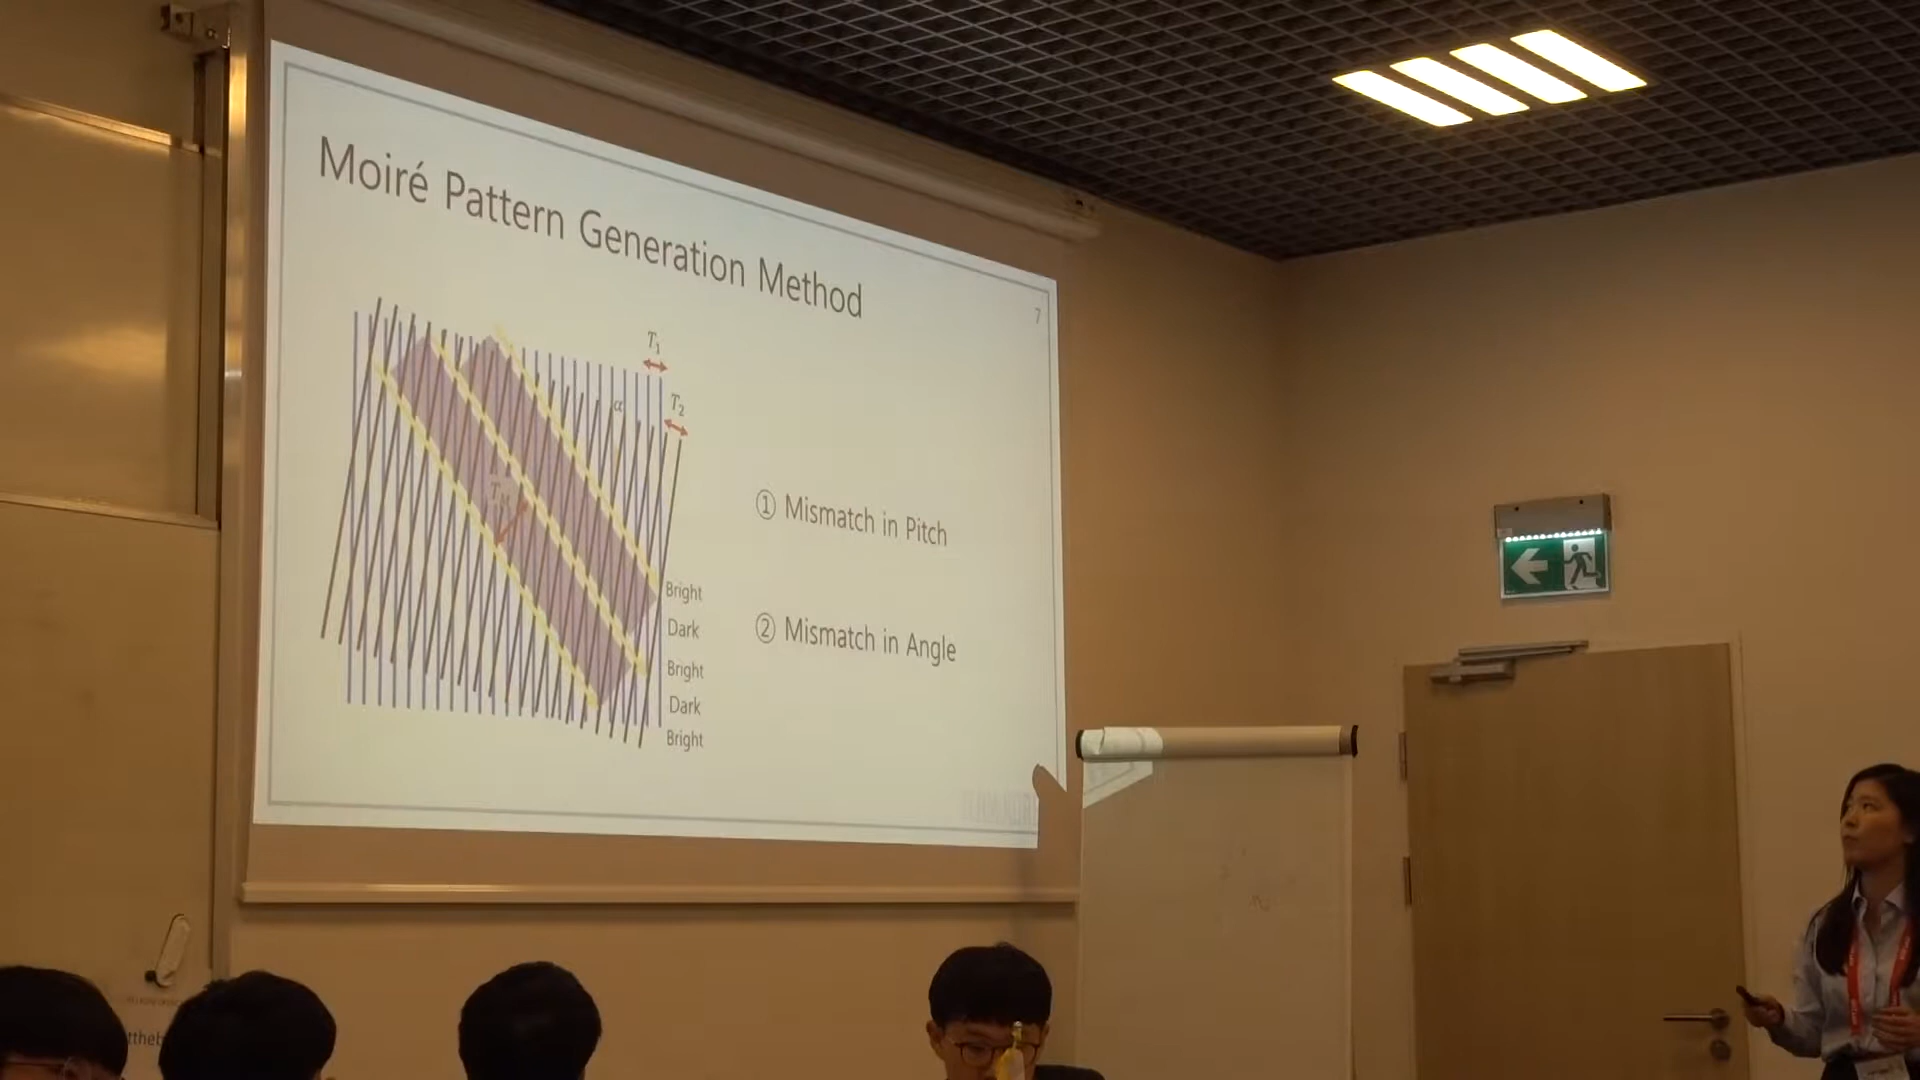 Moiré Pattern Generation Method
7
T₁
α
T₂
① Mismatch in Pitch
② Mismatch in Angle
Bright
Dark
Bright
Dark
Bright